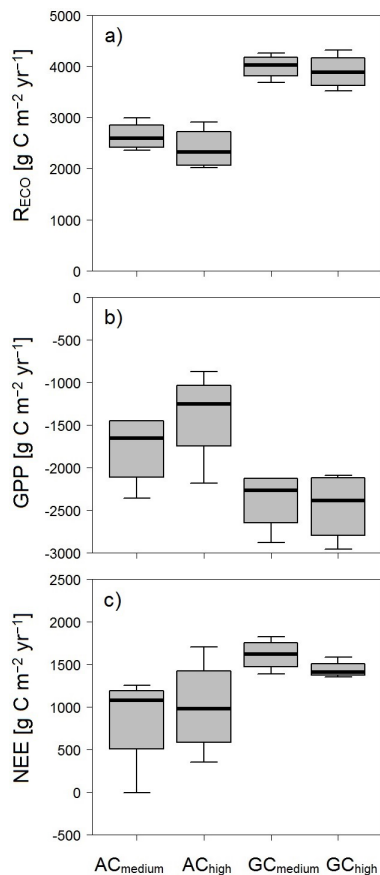 a)
R_ECO [g C m⁻² yr⁻¹]
5000
4000
3000
2000
1000
0
b)
GPP [g C m⁻² yr⁻¹]
0
-500
-1000
-1500
-2000
-2500
-3000
c)
NEE [g C m⁻² yr⁻¹]
2500
2000
1500
1000
500
0
-500
AC_medium AC_high GC_medium GC_high